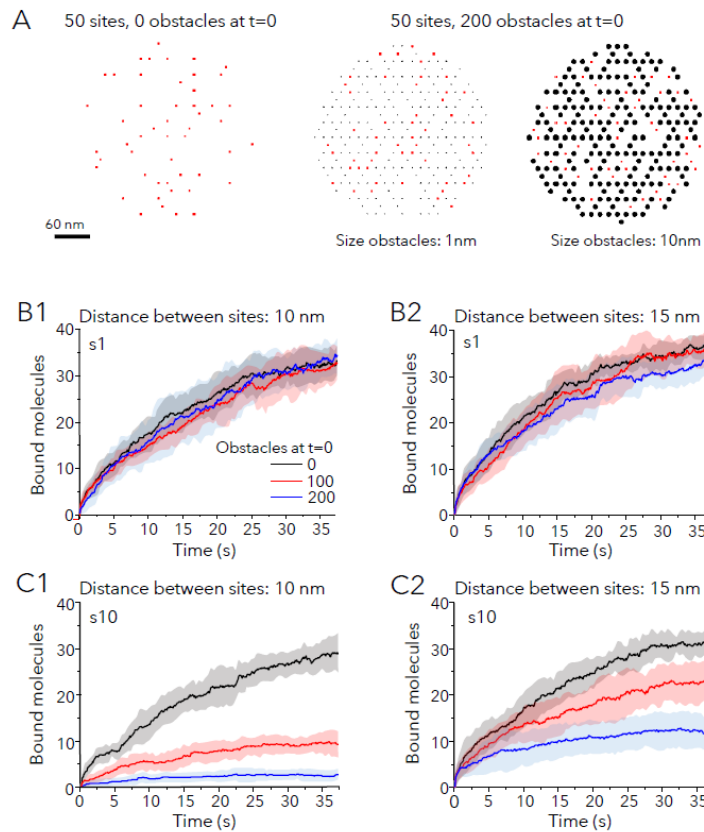 A
50 sites, 0 obstacles at t=0
50 sites, 200 obstacles at t=0
60 nm
Size obstacles: 1nm
Size obstacles: 10nm
B1
Distance between sites: 10 nm
s1
40
30
20
10
0
Bound molecules
Obstacles at t=0
0
100
200
0 5 10 15 20 25 30 35
Time (s)
B2
Distance between sites: 15 nm
s1
40
30
20
10
0
Bound molecules
0 5 10 15 20 25 30 35
Time (s)
C1
Distance between sites: 10 nm
s10
40
30
20
10
0
Bound molecules
0 5 10 15 20 25 30 35
Time (s)
C2
Distance between sites: 15 nm
s10
40
30
20
10
0
Bound molecules
0 5 10 15 20 25 30 35
Time (s)